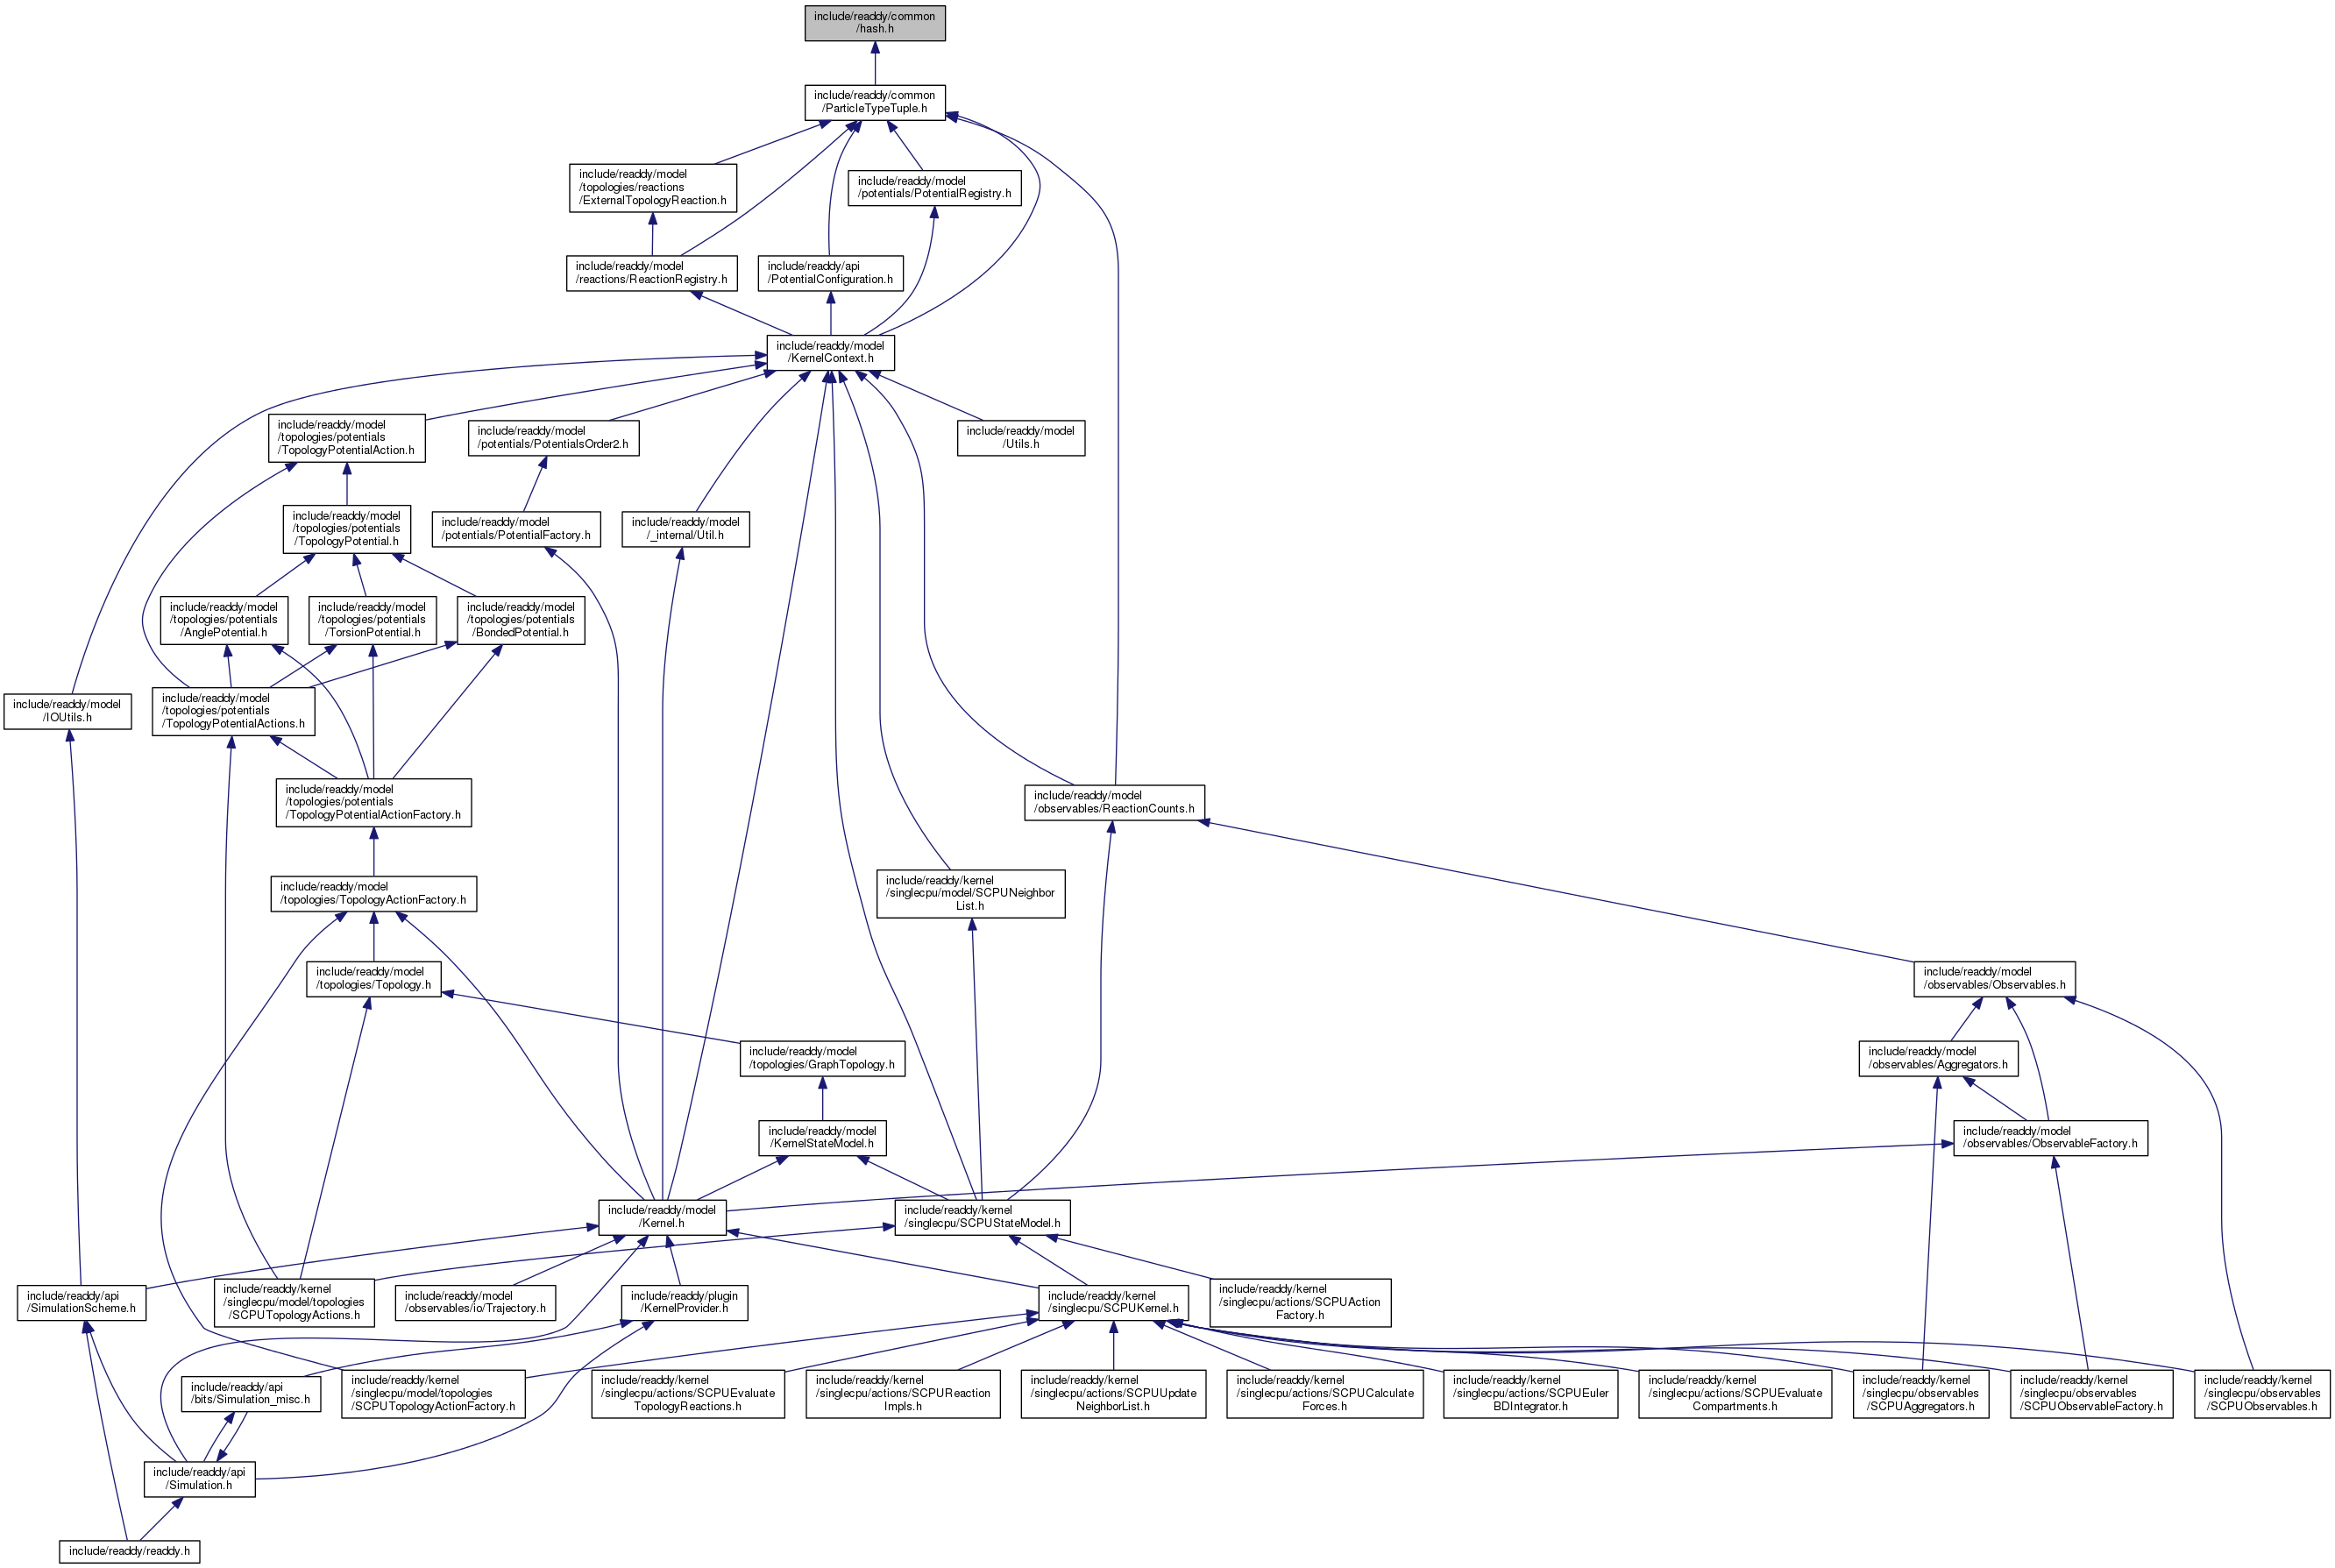 include/readdy/common
/hash.h
include/readdy/common
/ParticleTypeTuple.h
include/readdy/model
/topologies/reactions
/ExternalTopologyReaction.h
include/readdy/model
/potentials/PotentialRegistry.h
include/readdy/model
/reactions/ReactionRegistry.h
include/readdy/api
/PotentialConfiguration.h
include/readdy/model
/KernelContext.h
include/readdy/model
/topologies/potentials
/TopologyPotentialAction.h
include/readdy/model
/potentials/PotentialsOrder2.h
include/readdy/model
/Utils.h
include/readdy/model
/topologies/potentials
/TopologyPotential.h
include/readdy/model
/potentials/PotentialFactory.h
include/readdy/model
/_internal/Util.h
include/readdy/model
/topologies/potentials
/AnglePotential.h
include/readdy/model
/topologies/potentials
/TorsionPotential.h
include/readdy/model
/topologies/potentials
/BondedPotential.h
include/readdy/model
/IOUtils.h
include/readdy/model
/topologies/potentials
/TopologyPotentialActions.h
include/readdy/model
/topologies/potentials
/TopologyPotentialActionFactory.h
include/readdy/model
/observables/ReactionCounts.h
include/readdy/model
/topologies/TopologyActionFactory.h
include/readdy/kernel
/singlecpu/model/SCPUNeighbor
List.h
include/readdy/model
/topologies/Topology.h
include/readdy/model
/observables/Observables.h
include/readdy/model
/topologies/GraphTopology.h
include/readdy/model
/observables/Aggregators.h
include/readdy/model
/KernelStateModel.h
include/readdy/model
/observables/ObservableFactory.h
include/readdy/model
/Kernel.h
include/readdy/kernel
/singlecpu/SCPUStateModel.h
include/readdy/api
/SimulationScheme.h
include/readdy/kernel
/singlecpu/model/topologies
/SCPUTopologyActions.h
include/readdy/model
/observables/io/Trajectory.h
include/readdy/plugin
/KernelProvider.h
include/readdy/kernel
/singlecpu/SCPUKernel.h
include/readdy/kernel
/singlecpu/actions/SCPUAction
Factory.h
include/readdy/api
/bits/Simulation_misc.h
include/readdy/kernel
/singlecpu/model/topologies
/SCPUTopologyActionFactory.h
include/readdy/kernel
/singlecpu/actions/SCPUEvaluate
TopologyReactions.h
include/readdy/kernel
/singlecpu/actions/SCPUReaction
Impls.h
include/readdy/kernel
/singlecpu/actions/SCPUUpdate
NeighborList.h
include/readdy/kernel
/singlecpu/actions/SCPUCalculate
Forces.h
include/readdy/kernel
/singlecpu/actions/SCPUEuler
BDIntegrator.h
include/readdy/kernel
/singlecpu/actions/SCPUEvaluate
Compartments.h
include/readdy/kernel
/singlecpu/observables
/SCPUAggregators.h
include/readdy/kernel
/singlecpu/observables
/SCPUObservableFactory.h
include/readdy/kernel
/singlecpu/observables
/SCPUObservables.h
include/readdy/api
/Simulation.h
include/readdy/readdy.h